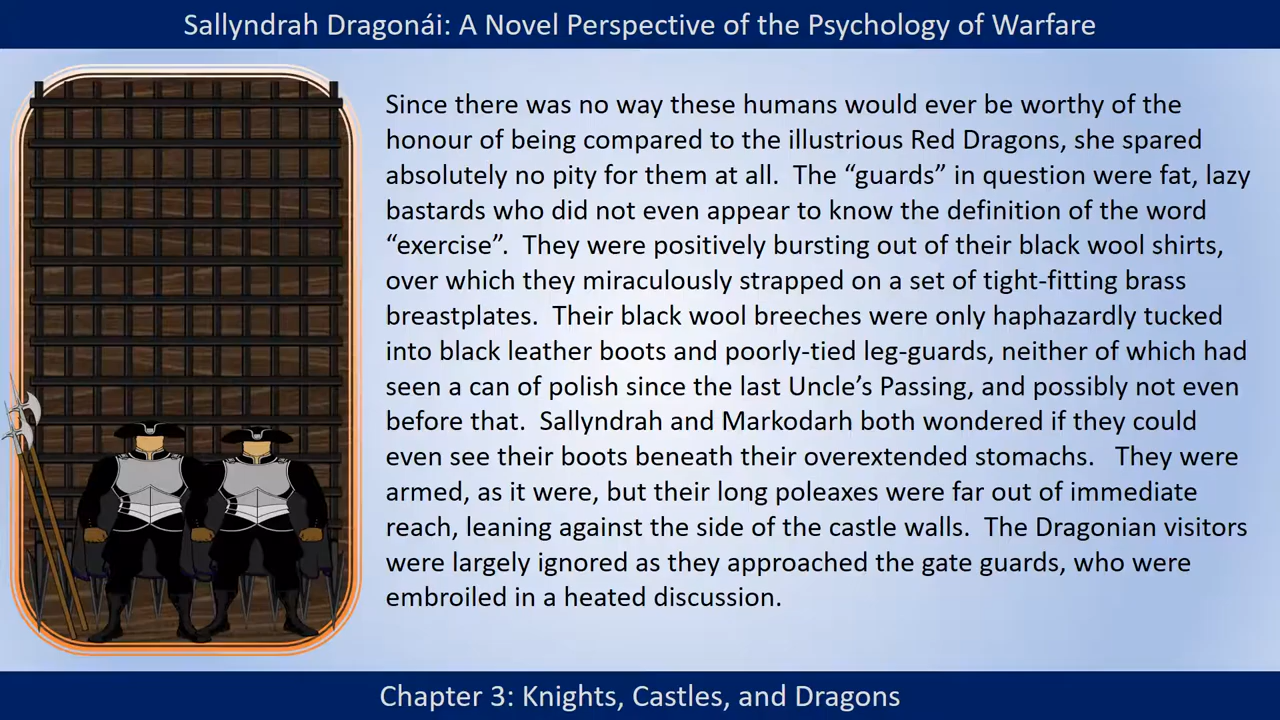 Sallyndrah Dragonái: A Novel Perspective of the Psychology of Warfare
Since there was no way these humans would ever be worthy of the
honour of being compared to the illustrious Red Dragons, she spared
absolutely no pity for them at all.  The “guards” in question were fat, lazy
bastards who did not even appear to know the definition of the word
“exercise”.  They were positively bursting out of their black wool shirts,
over which they miraculously strapped on a set of tight-fitting brass
breastplates.  Their black wool breeches were only haphazardly tucked
into black leather boots and poorly-tied leg-guards, neither of which had
seen a can of polish since the last Uncle’s Passing, and possibly not even
before that.  Sallyndrah and Markodarh both wondered if they could
even see their boots beneath their overextended stomachs.   They were
armed, as it were, but their long poleaxes were far out of immediate
reach, leaning against the side of the castle walls.  The Dragonian visitors
were largely ignored as they approached the gate guards, who were
embroiled in a heated discussion.
Chapter 3: Knights, Castles, and Dragons